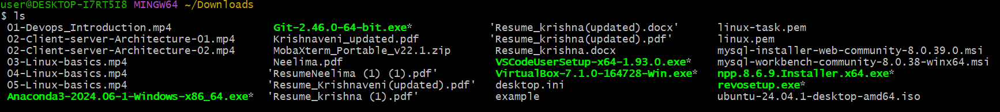 user@DESKTOP-I7RT5I8 MINGW64 ~/Downloads
$ ls
01-Devops_Introduction.mp4 Git-2.46.0-64-bit.exe* 'Resume_krishna(updated).docx' linux-task.pem
02-Client-server-Architecture-01.mp4 Krishnaveni_updated.pdf 'Resume_krishna(updated).pdf' linux.pem
02-Client-server-Architecture-02.mp4 MobaXterm_Portable_v22.1.zip Resume_krishna.docx mysql-installer-web-community-8.0.39.0.msi
03-Linux-basics.mp4 Neelima.pdf VSCodeUserSetup-x64-1.93.0.exe* mysql-workbench-community-8.0.38-winx64.msi
04-Linux-basics.mp4 'ResumeNeelima (1) (1).pdf' VirtualBox-7.1.0-164728-Win.exe* npp.8.6.9.Installer.x64.exe*
05-Linux-basics.mp4 'Resume_Krishnaveni(updated).pdf' desktop.ini revosetup.exe*
Anaconda3-2024.06-1-Windows-x86_64.exe* 'Resume_krishna (1).pdf' example ubuntu-24.04.1-desktop-amd64.iso